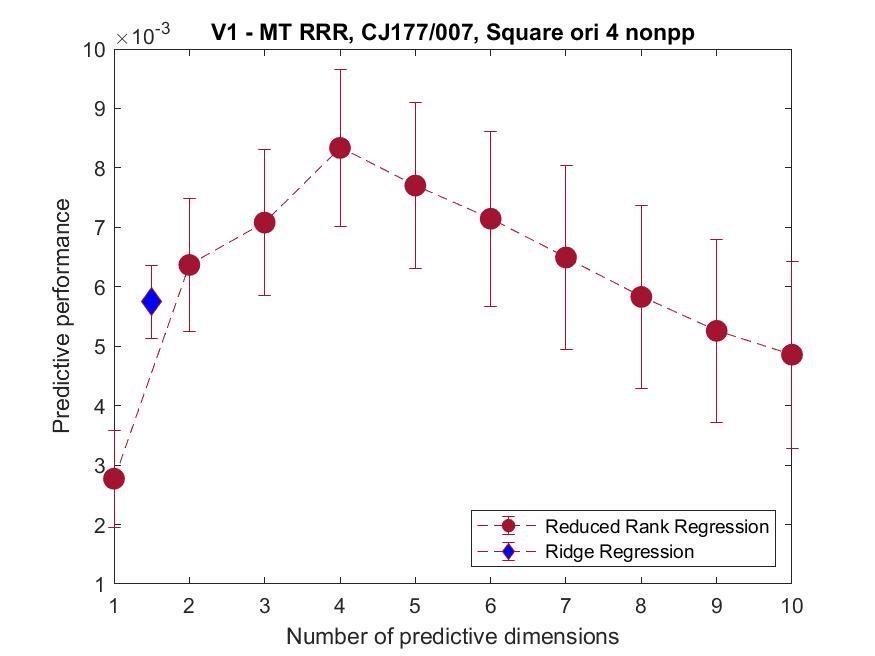 ×10-3
V1 - MT RRR, CJ177/007, Square ori 4 nonpp
10
9
8
7
6
5
4
3
2
1
Predictive performance
Reduced Rank Regression
Ridge Regression
1 2 3 4 5 6 7 8 9 10
Number of predictive dimensions